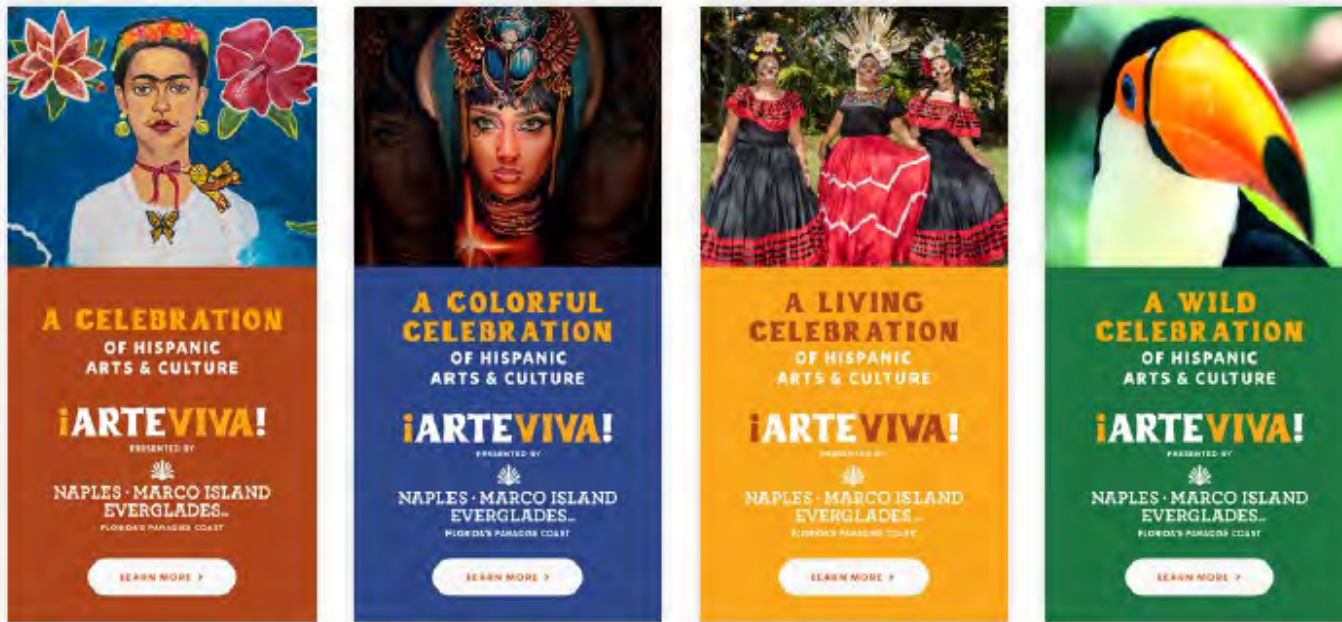 A CELEBRATION
OF HISPANIC
ARTS & CULTURE
¡ARTEVIVA!
PRESENTED BY
NAPLES · MARCO ISLAND
EVERGLADES
FLORIDA'S PARADISE COAST
LEARN MORE >
A COLORFUL
CELEBRATION
OF HISPANIC
ARTS & CULTURE
¡ARTEVIVA!
PRESENTED BY
NAPLES · MARCO ISLAND
EVERGLADES
FLORIDA'S PARADISE COAST
LEARN MORE >
A LIVING
CELEBRATION
OF HISPANIC
ARTS & CULTURE
¡ARTEVIVA!
PRESENTED BY
NAPLES · MARCO ISLAND
EVERGLADES
FLORIDA'S PARADISE COAST
LEARN MORE >
A WILD
CELEBRATION
OF HISPANIC
ARTS & CULTURE
¡ARTEVIVA!
PRESENTED BY
NAPLES · MARCO ISLAND
EVERGLADES
FLORIDA'S PARADISE COAST
LEARN MORE >